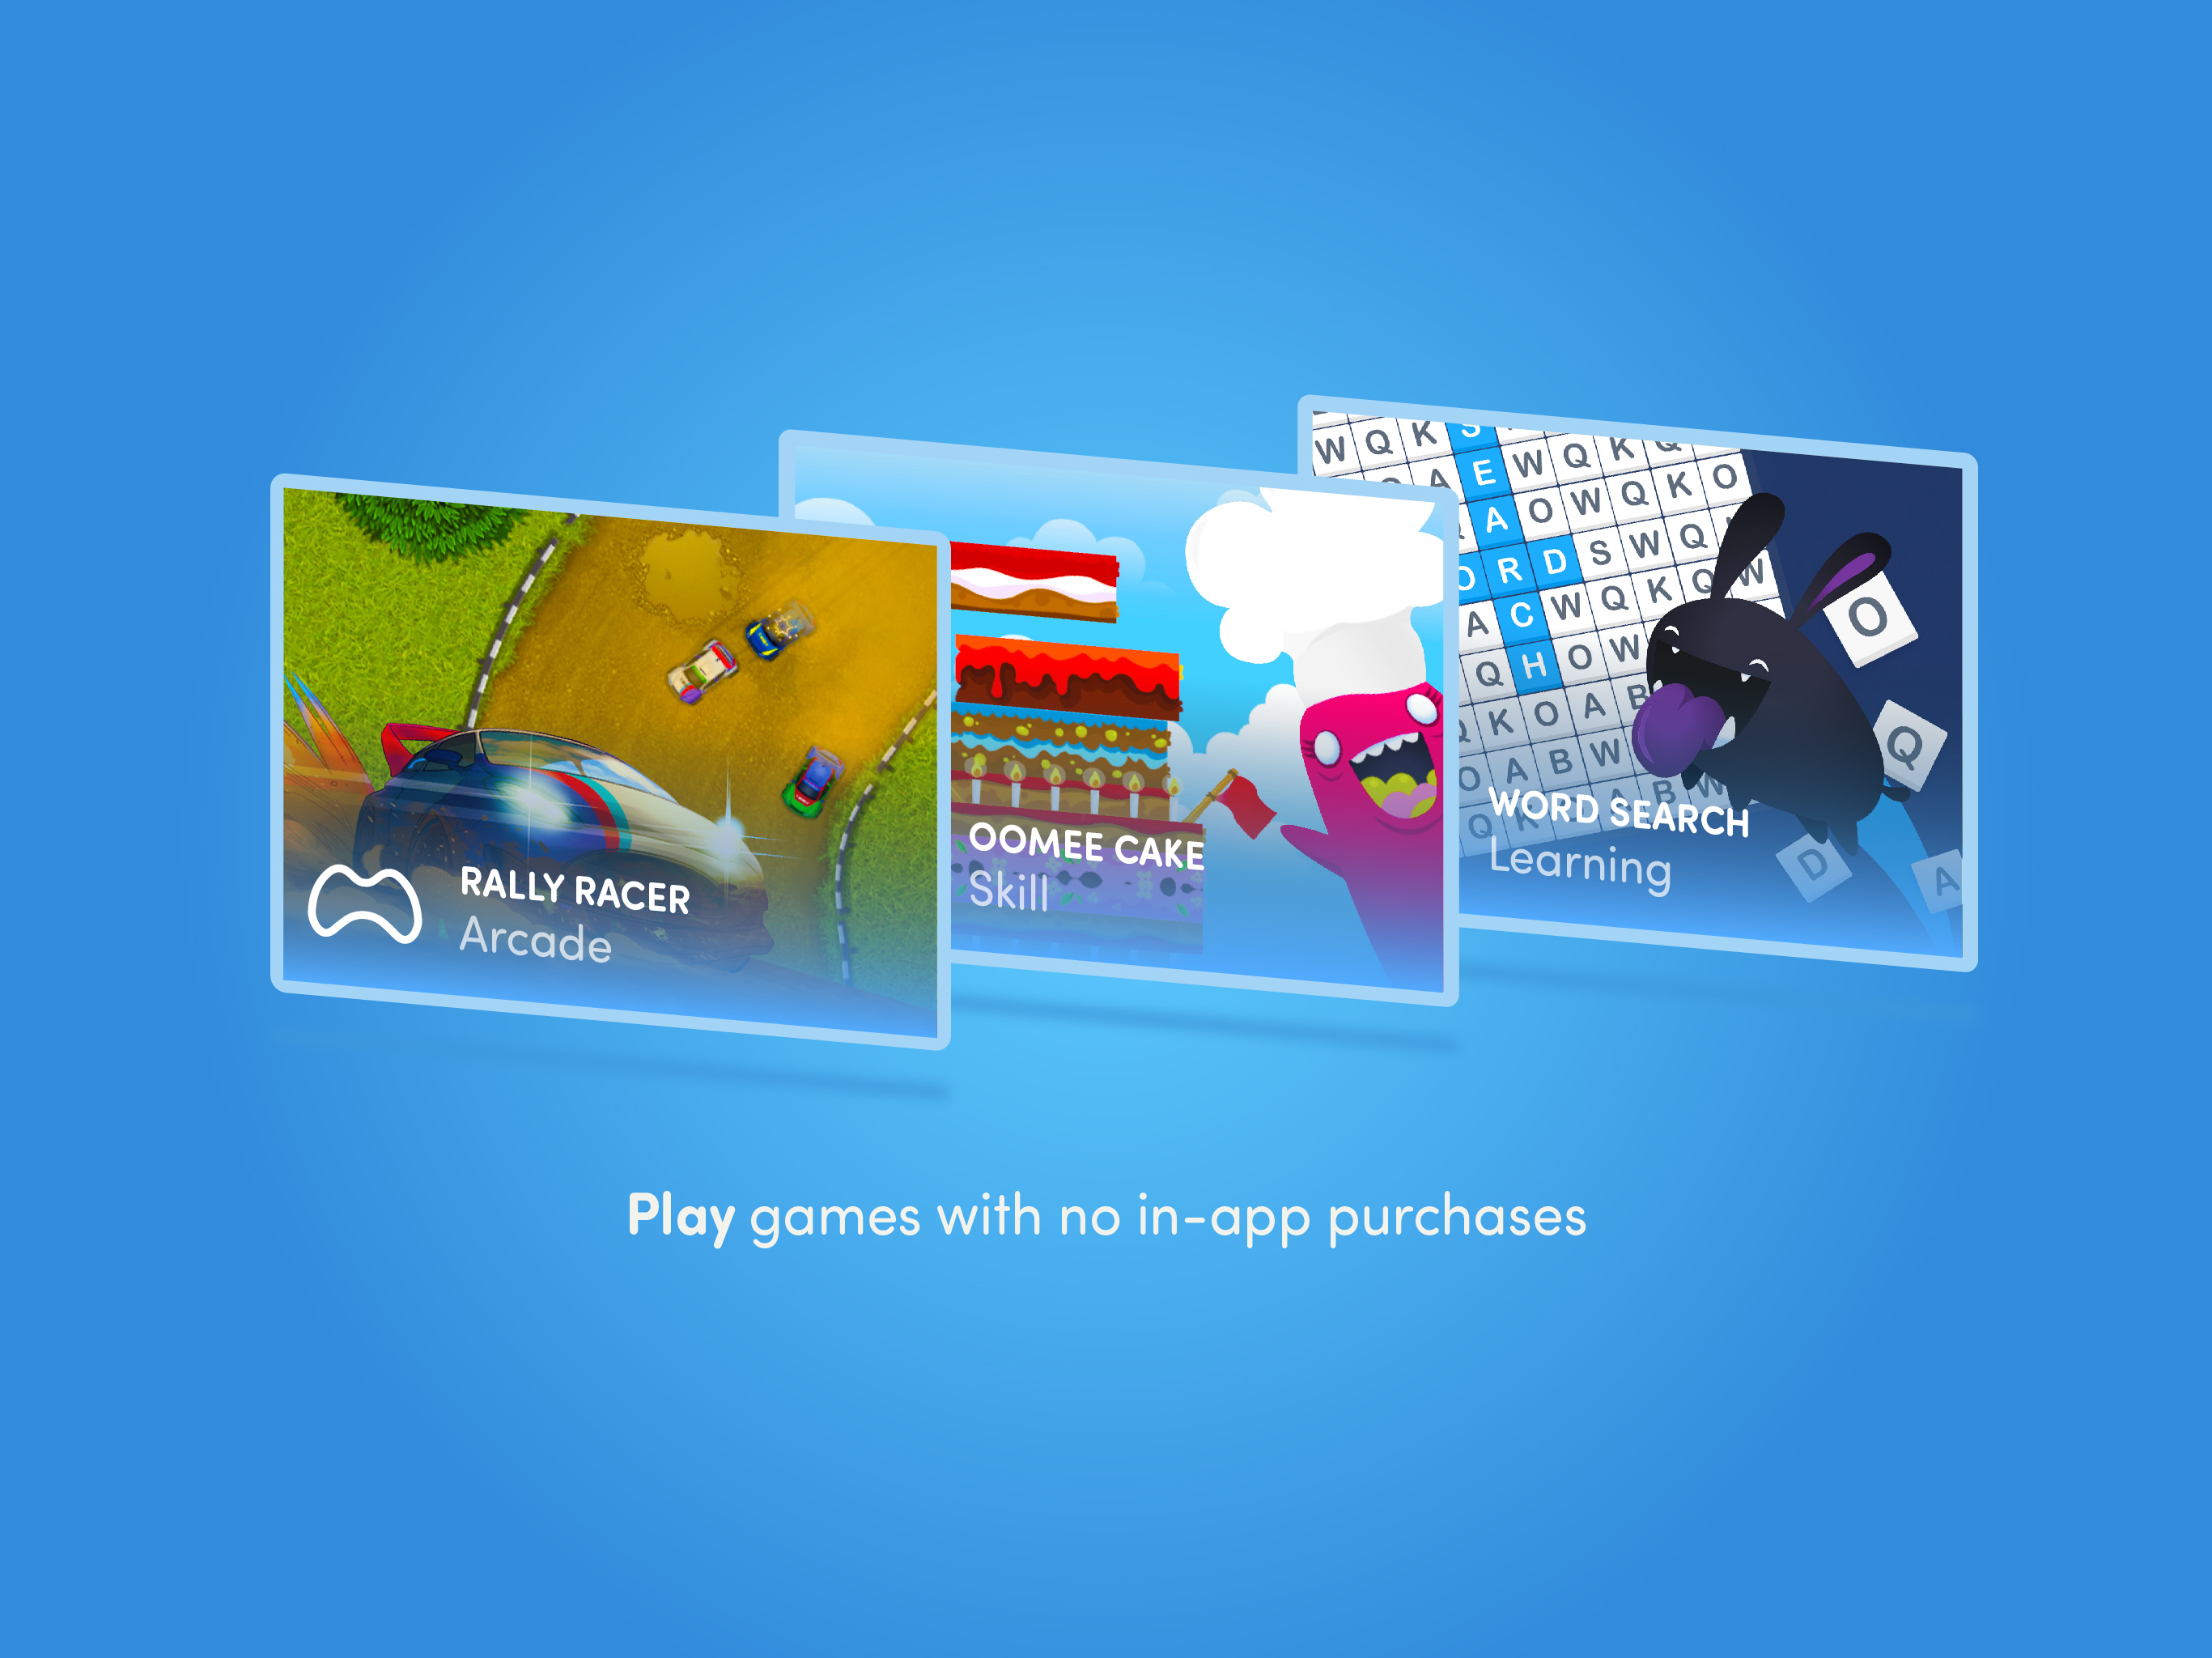 RALLY RACER
Arcade
OOMEE CAKE
Skill
W Q K S
E W Q K Q
A O W Q K O
O R D S W Q
A C W Q K Q W
Q H O W
Q K O A B
O A B W
B W
Q K
O
Q
D
A
WORD SEARCH
Learning
Play games with no in-app purchases